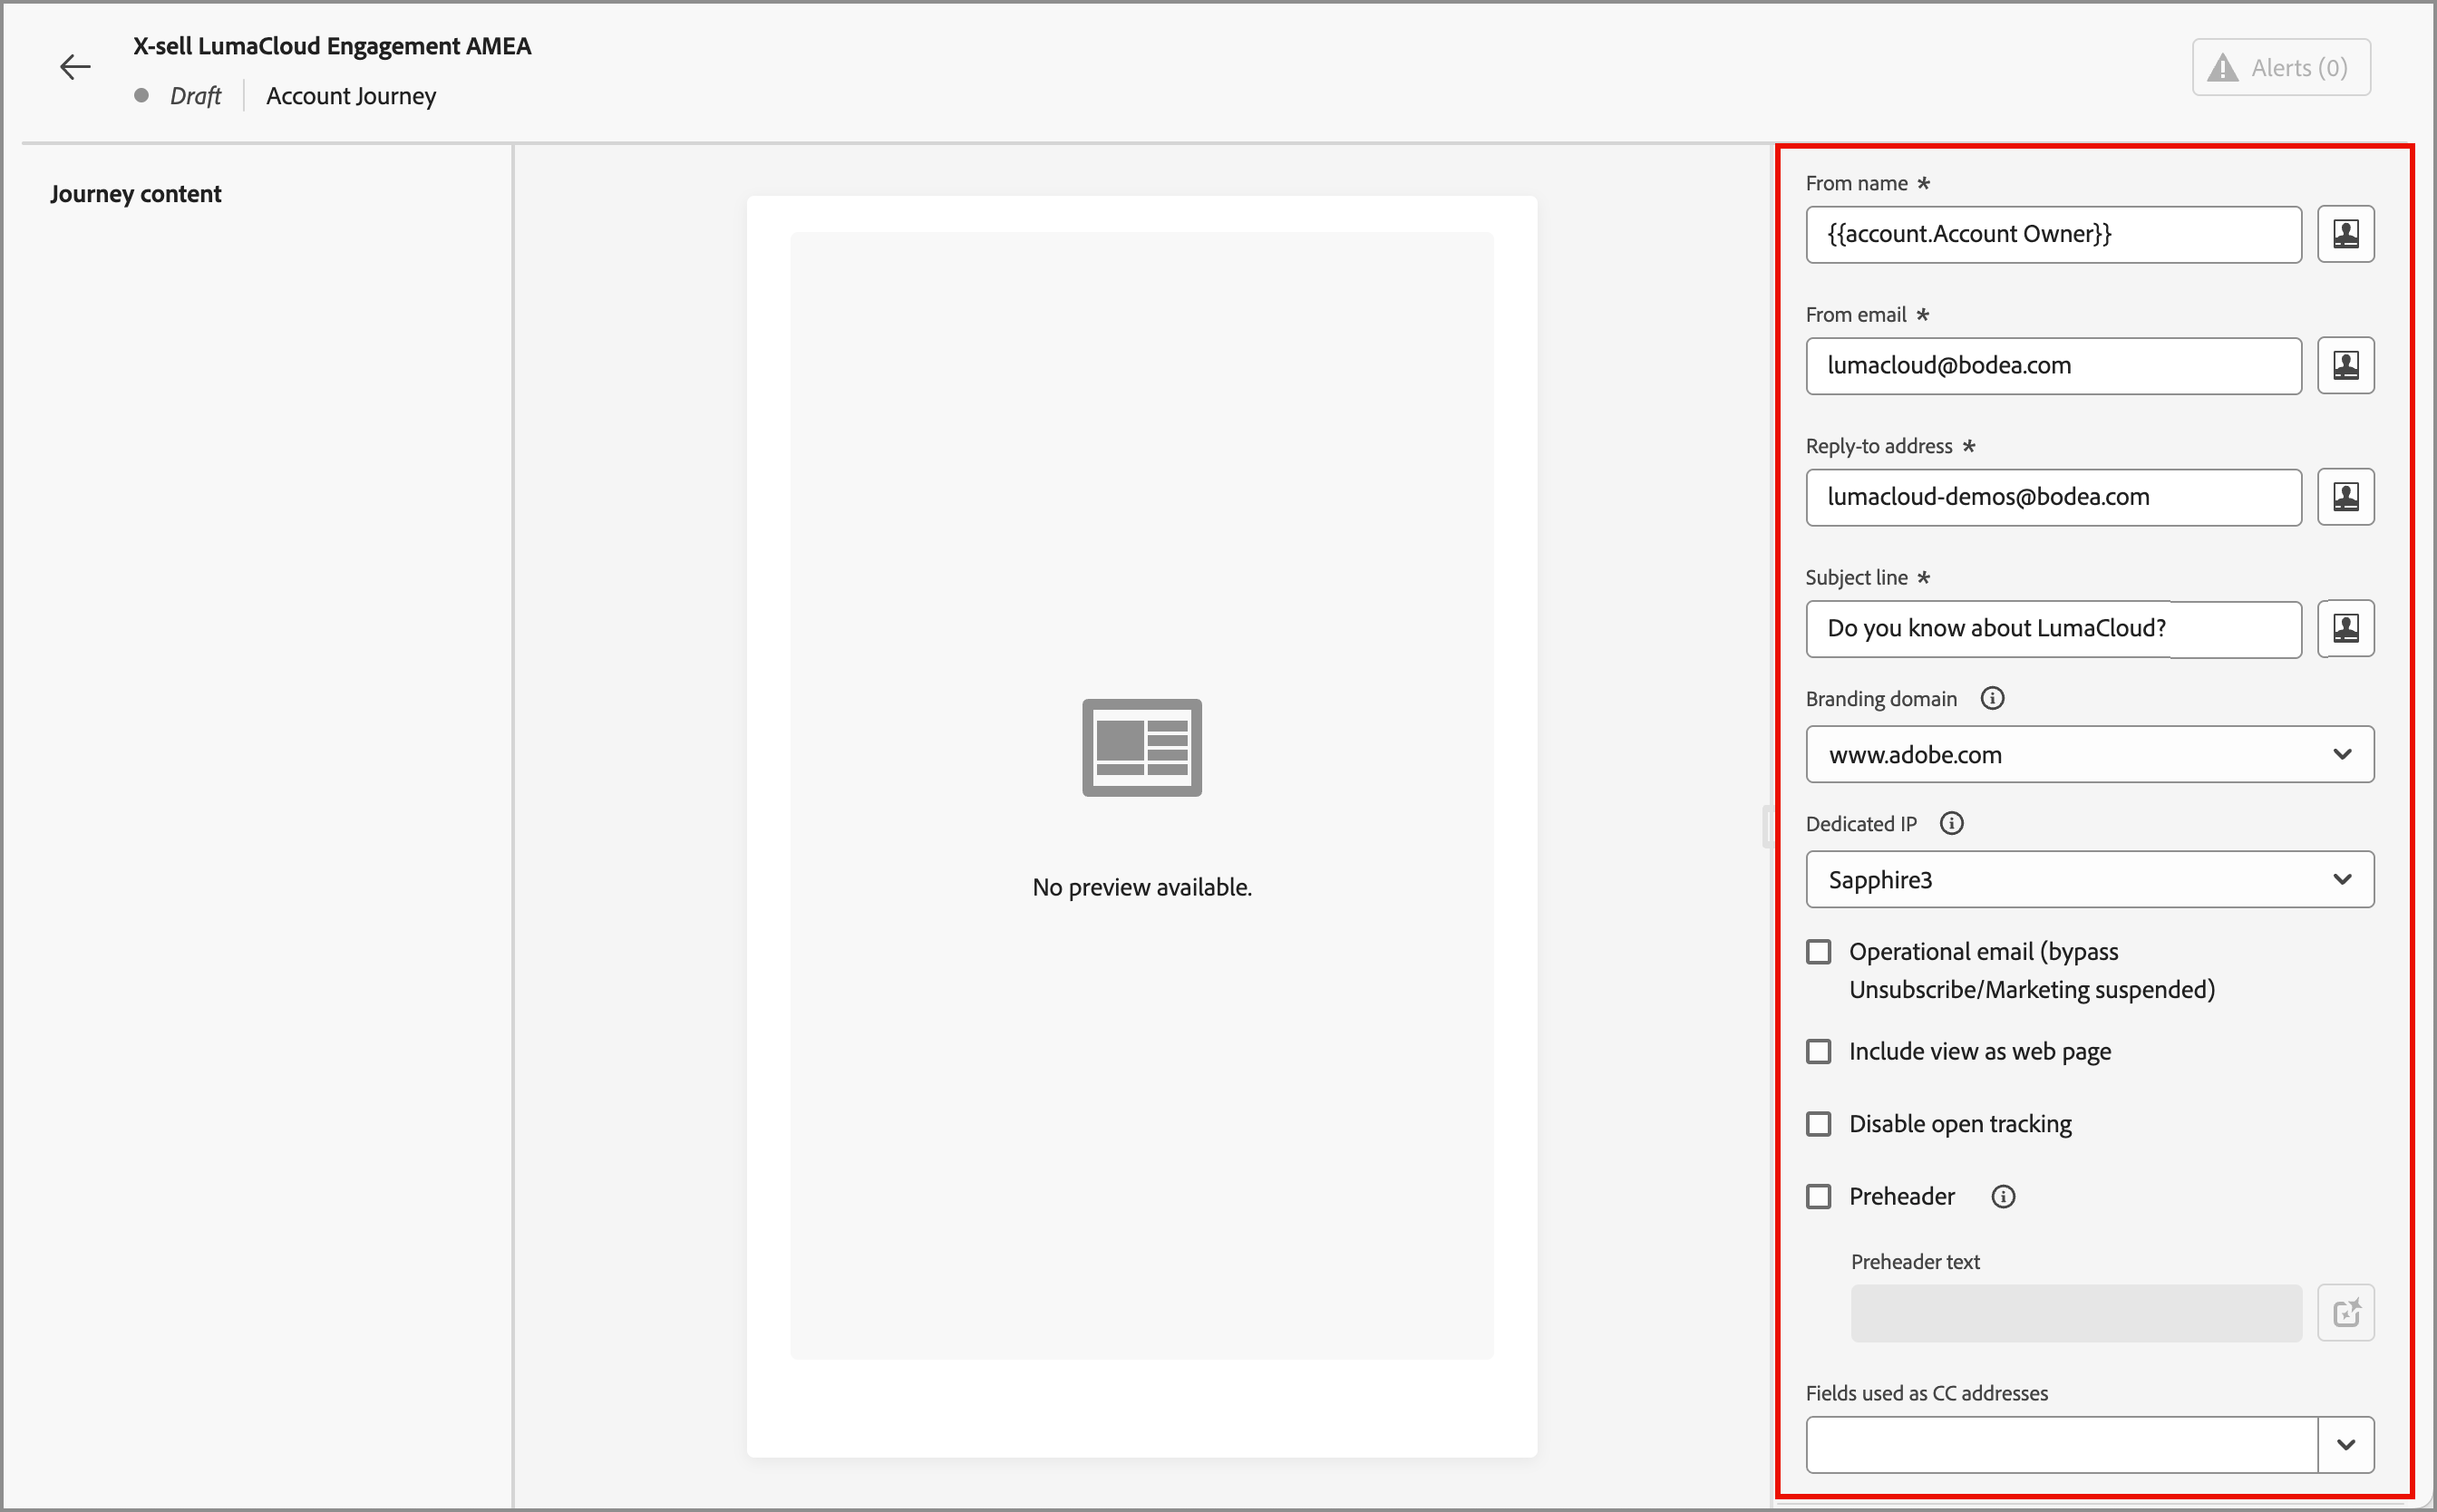 X-sell LumaCloud Engagement AMEA
Draft
Account Journey
Alerts (0)
Journey content
No preview available.
From name *
{{account.Account Owner}}
From email *
lumacloud@bodea.com
Reply-to address *
lumacloud-demos@bodea.com
Subject line *
Do you know about LumaCloud?
Branding domain
www.adobe.com
Dedicated IP
Sapphire3
Operational email (bypass
Unsubscribe/Marketing suspended)
Include view as web page
Disable open tracking
Preheader
Preheader text
Fields used as CC addresses